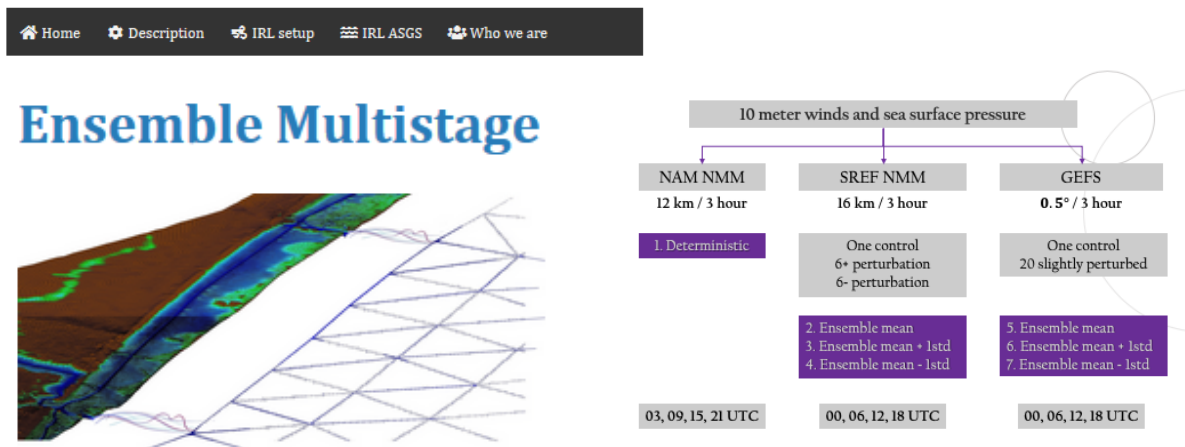 Home Description IRL setup IRL ASGS Who we are
Ensemble Multistage
10 meter winds and sea surface pressure
NAM NMM
12 km / 3 hour
1. Deterministic
03, 09, 15, 21 UTC
SREF NMM
16 km / 3 hour
One control
6+ perturbation
6- perturbation
2. Ensemble mean
3. Ensemble mean + 1std
4. Ensemble mean - 1std
00, 06, 12, 18 UTC
GEFS
0.5° / 3 hour
One control
20 slightly perturbed
5. Ensemble mean
6. Ensemble mean + 1std
7. Ensemble mean - 1std
00, 06, 12, 18 UTC